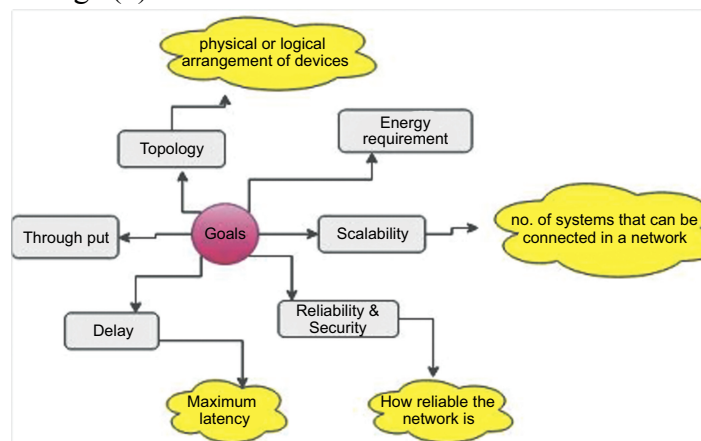 physical or logical
arrangement of devices
Energy
requirement
Topology
no. of systems that can be
connected in a network
Through put
Goals
Scalability
Reliability &
Security
Delay
Maximum
latency
How reliable the
network is